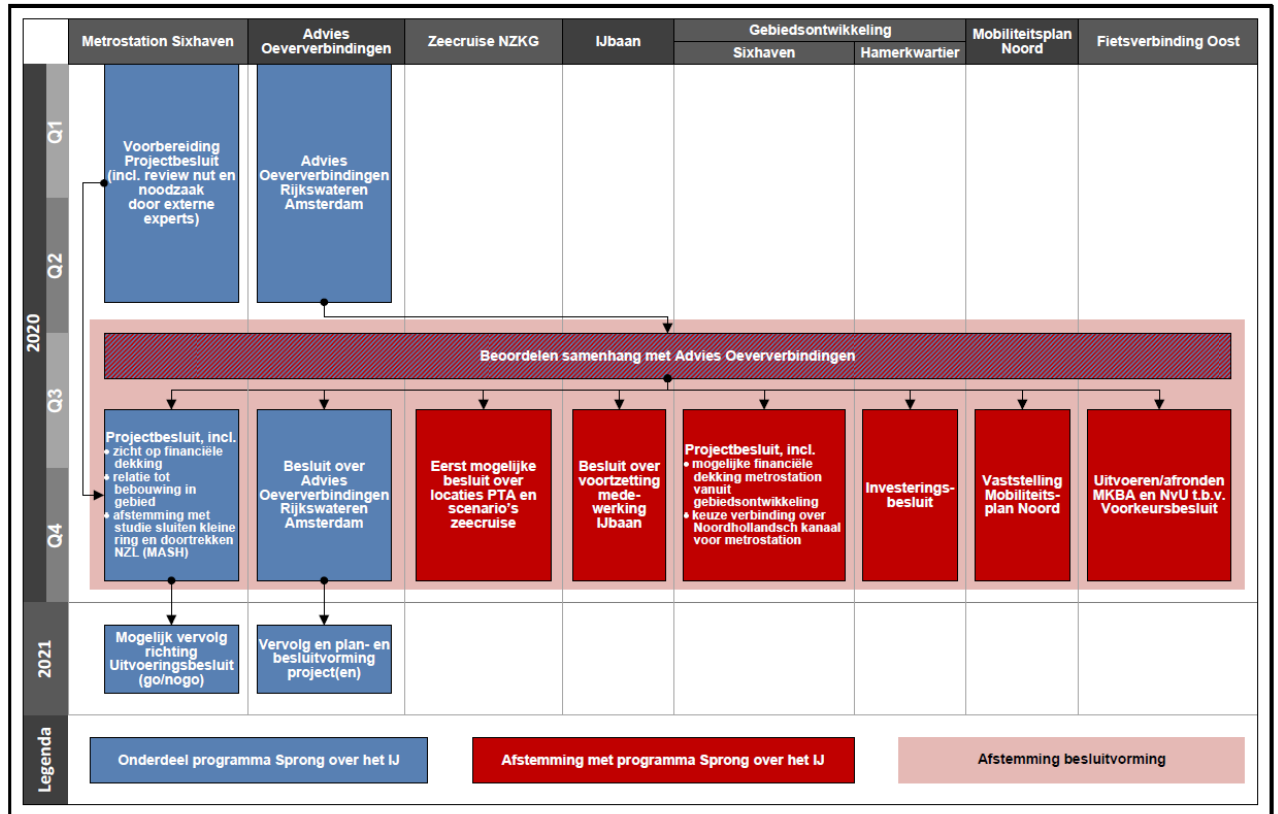 Metrostation Sixhaven
Advies
Oeververbindingen
Zeecruise NZKG
IJbaan
Gebiedsontwikkeling
Sixhaven
Hamerkwartier
Mobiliteitsplan
Noord
Fietsverbinding Oost
2020
Q1
Q2
Q3
Q4
Voorbereiding
Projectbesluit
(incl. review nut en
noodzaak
door externe
experts)
Advies
Oeververbindingen
Rijkswateren
Amsterdam
Beoordelen samenhang met Advies Oeververbindingen
Projectbesluit, incl.
• zicht op financiële
dekking
• relatie tot
bebouwing in
gebied
• afstemming met
studie sluiten kleine
ring en doortrekken
NZL (MASH)
Besluit over
Advies
Oeververbindingen
Rijkswateren
Amsterdam
Eerst mogelijke
besluit over
locaties PTA en
scenario's
zeecruise
Besluit over
voortzetting
mede-
werking
IJbaan
Projectbesluit, incl.
• mogelijke financiële
dekking metrostation
vanuit
gebiedsontwikkeling
• keuze verbinding over
Noordhollandsch kanaal
voor metrostation
Investerings-
besluit
Vaststelling
Mobiliteits-
plan Noord
Uitvoeren/afronden
MKBA en NvU t.b.v.
Voorkeursbesluit
2021
Mogelijk vervolg
richting
Uitvoeringsbesluit
(go/nogo)
Vervolg en plan- en
besluitvorming
project(en)
Legenda
Onderdeel programma Sprong over het IJ
Afstemming met programma Sprong over het IJ
Afstemming besluitvorming